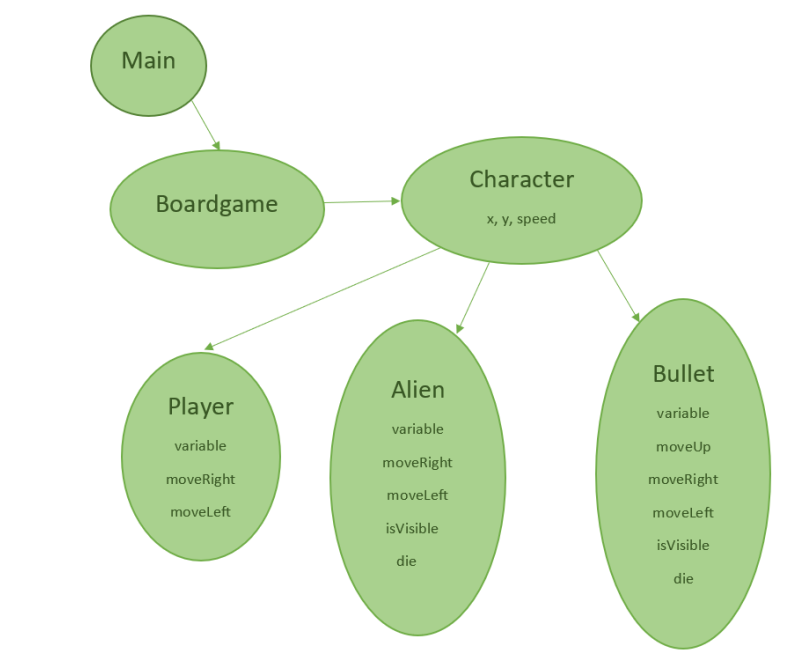 Main
Boardgame
Character
x, y, speed
Player
variable
moveRight
moveLeft
Alien
variable
moveRight
moveLeft
isVisible
die
Bullet
variable
moveUp
moveRight
moveLeft
isVisible
die